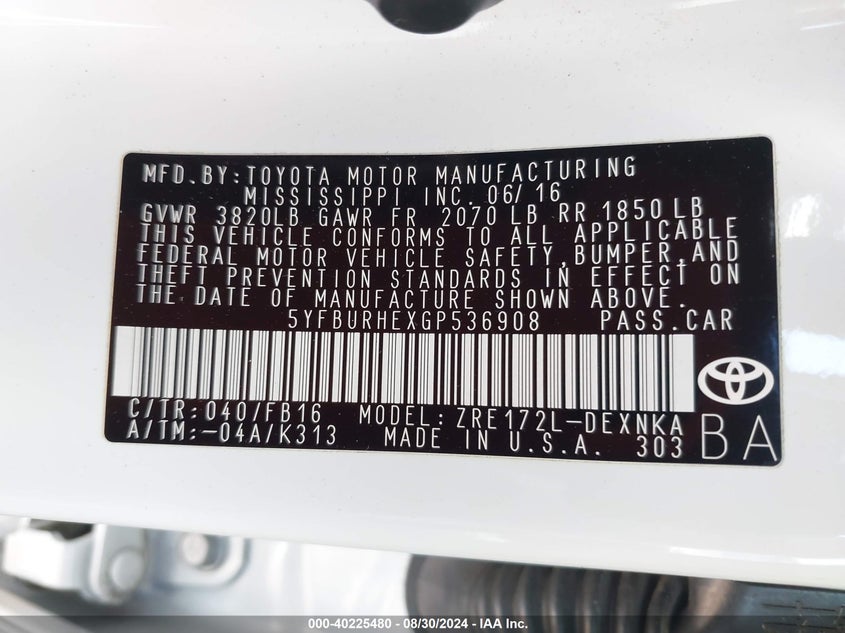 MFD.BY:TOYOTA MOTOR MANUFACTURING
MISSISSIPPI INC. 06/16
GVWR 3820LB GAWR FR 2070 LB RR 1850 LB
THIS VEHICLE CONFORMS TO ALL APPLICABLE
FEDERAL MOTOR VEHICLE SAFETY,BUMPER,AND
THEFT PREVENTION STANDARDS IN EFFECT ON
THE DATE OF MANUFACTURE SHOWN ABOVE.
5YFBURHEXGP536908 PASS.CAR
C/TR:040/FB16 MODEL:ZRE172L-DEXNKA
A/TM:-04A/K313 MADE IN U.S.A. 303 BA
000-40225480 - 08/30/2024 - IAA Inc.